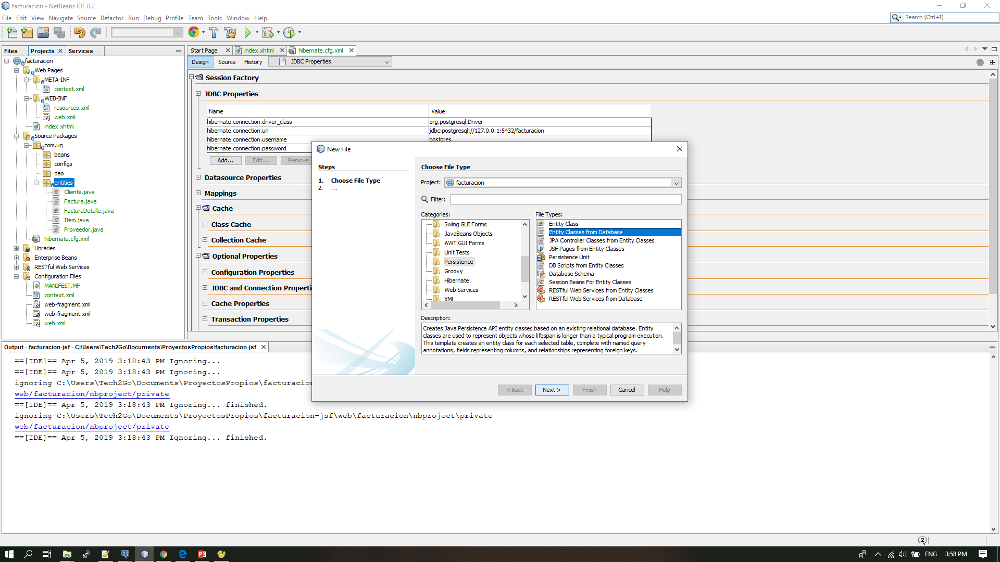 facturacion - NetBeans IDE 8.2
File Edit View Navigate Source Refactor Run Debug Profile Team Tools Window Help
Search (Ctrl+I)
Files Projects Services
facturacion
Web Pages
META-INF
context.xml
WEB-INF
resources.xml
web.xml
index.xhtml
Source Packages
com.ug
beans
configs
dao
entities
Cliente.java
Factura.java
FacturaDetalle.java
Item.java
Proveedor.java
hibernate.cfg.xml
Libraries
Enterprise Beans
RESTful Web Services
Configuration Files
MANIFEST.MF
context.xml
web-fragment.xml
web-fragment.xml
web.xml
Start Page index.xhtml hibernate.cfg.xml
Design Source History JDBC Properties
Session Factory
JDBC Properties
Name Value
hibernate.connection.driver_class org.postgresql.Driver
hibernate.connection.url jdbc:postgresql://127.0.0.1:5432/facturacion
hibernate.connection.username postgres
hibernate.connection.password
Add... Edit... Remove
Datasource Properties
Mappings
Cache
Class Cache
Collection Cache
Optional Properties
Configuration Properties
JDBC and Connection Properti
Cache Properties
Transaction Properties
New File
Steps
1. Choose File Type
2. ...
Choose File Type
Project: facturacion
Filter:
Categories:
Swing GUI Forms
JavaBeans Objects
AWT GUI Forms
Unit Tests
Persistence
Groovy
Hibernate
Web Services
XML
File Types:
Entity Class
Entity Classes from Database
JPA Controller Classes from Entity Classes
JSF Pages from Entity Classes
Persistence Unit
DB Scripts from Entity Classes
Database Schema
Session Beans For Entity Classes
RESTful Web Services from Entity Classes
RESTful Web Services from Database
Description:
Creates Java Persistence API entity classes based on an existing relational database. Entity
classes are used to represent objects whose lifespan is longer than a typical program execution.
This template creates an entity class for each selected table, complete with named query
annotations, fields representing columns, and relationships representing foreign keys.
< Back Next > Finish Cancel Help
Output - facturacion-jsf - C:\Users\Tech2Go\Documents\ProyectosPropios\facturacion-jsf
==[IDE]== Apr 5, 2019 3:18:43 PM Ignoring...
==[IDE]== Apr 5, 2019 3:18:43 PM Ignoring...
ignoring C:\Users\Tech2Go\Documents\ProyectosPropios\facturacion
web/facturacion/nbproject/private
==[IDE]== Apr 5, 2019 3:18:43 PM Ignoring... finished.
ignoring C:\Users\Tech2Go\Documents\ProyectosPropios\facturacion-jsf\web\facturacion\nbproject\private
web/facturacion/nbproject/private
==[IDE]== Apr 5, 2019 3:18:43 PM Ignoring... finished.
2
ENG 3:58 PM